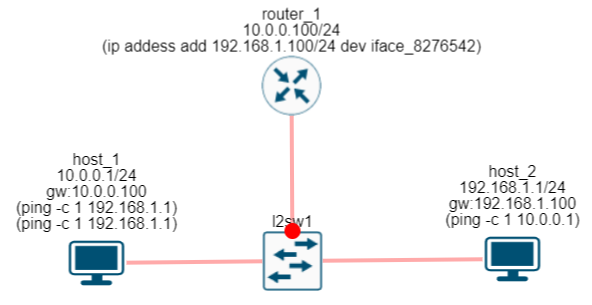 router_1
10.0.0.100/24
(ip addess add 192.168.1.100/24 dev iface_8276542)
host_1
10.0.0.1/24
gw:10.0.0.100
(ping -c 1 192.168.1.1)
(ping -c 1 192.168.1.1)
host_2
192.168.1.1/24
gw:192.168.1.100
(ping -c 1 10.0.0.1)
l2sw1